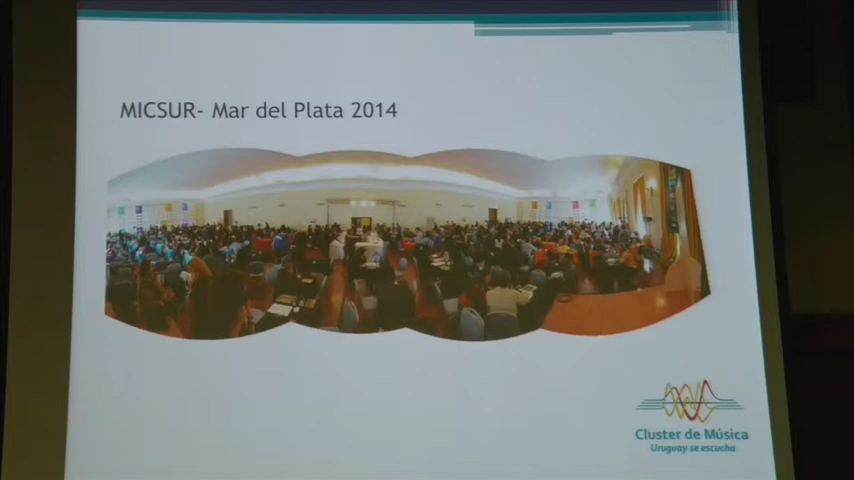 MICSUR- Mar del Plata 2014
Cluster de Música
Uruguay se escucha